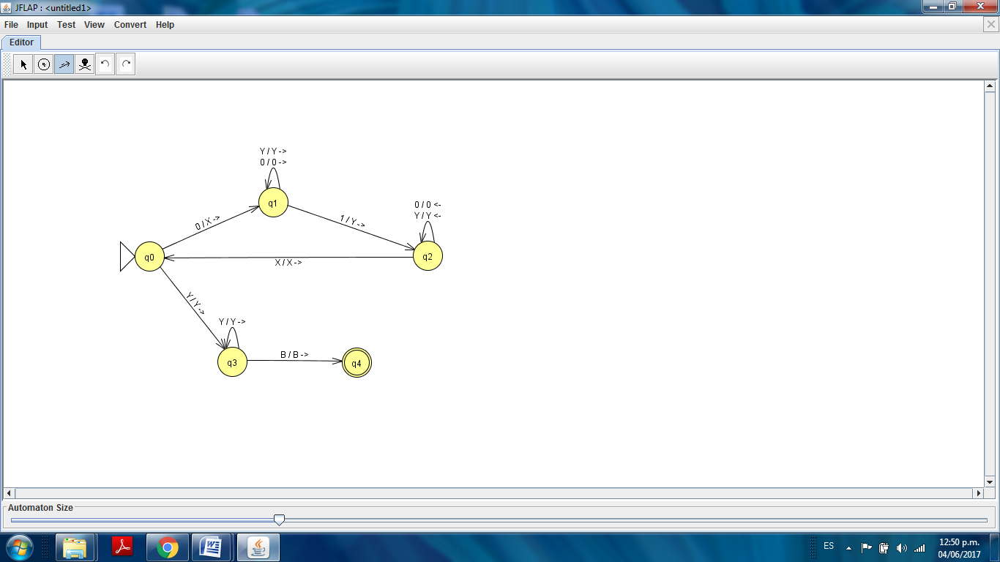 JFLAP : <untitled1>
File Input Test View Convert Help
Editor
Y / Y ->
0 / 0 ->
q1
0 / 0 <-
Y / Y <-
0 / X ->
1 / Y ->
q0
q2
X / X ->
Y / Y ->
Y / Y ->
B / B ->
q3
q4
Automaton Size
ES
12:50 p.m.
04/06/2017